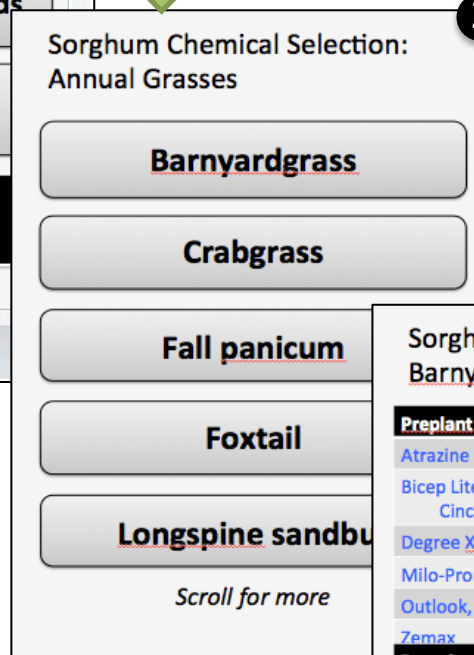 ds
Sorghum Chemical Selection:
Annual Grasses
Barnyardgrass
Crabgrass
Fall panicum
Foxtail
Longspine sandbu
Scroll for more
Sorgh
Barny
Preplant
Atrazine
Bicep Lite
Cinc
Degree X
Milo-Pro
Outlook,
Zemax